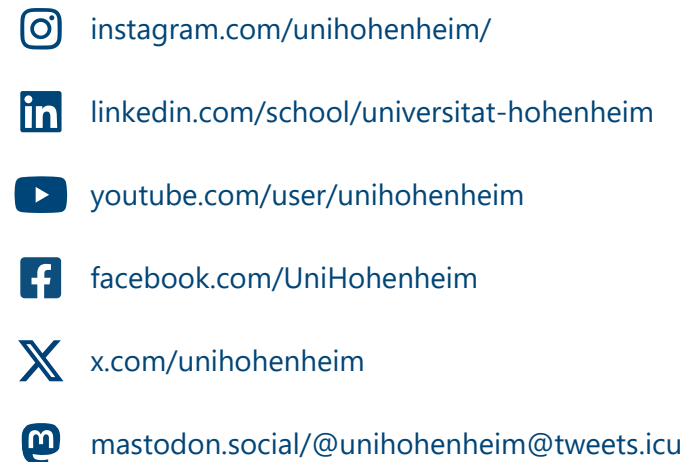 instagram.com/unihohenheim/
linkedin.com/school/universitat-hohenheim
youtube.com/user/unihohenheim
facebook.com/UniHohenheim
x.com/unihohenheim
mastodon.social/@unihohenheim@tweets.icu